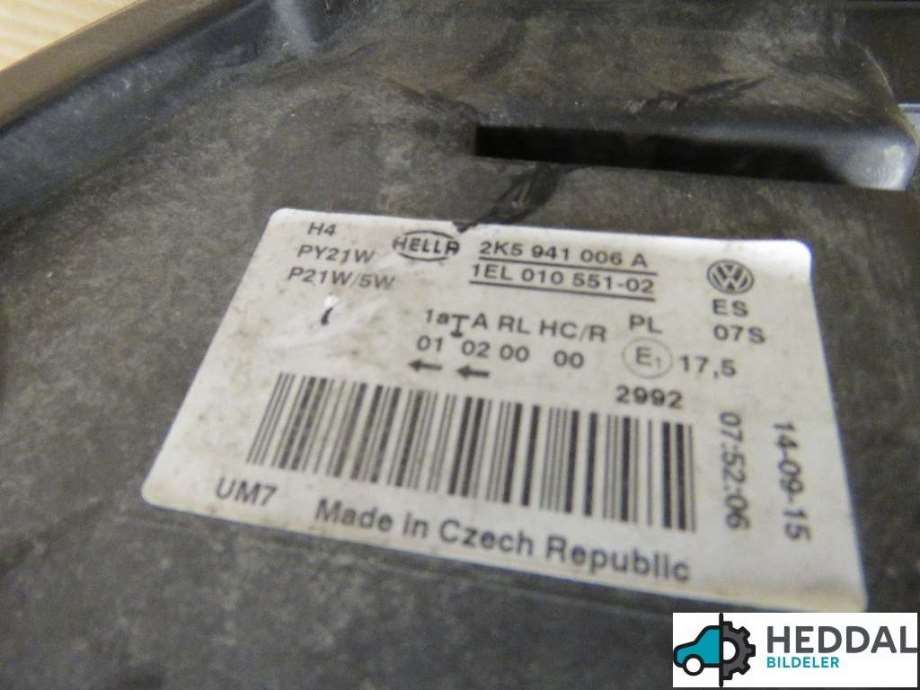 H4
PY21W
P21W/5W
HELLA
2K5 941 006 A
1EL 010 551-02
ES
07S
1a A RL HC/R PL
01 02 00 00 E1 17,5
2992
14-09-15
07:52:06
UM7 Made in Czech Republic
HEDDAL
BILDELER